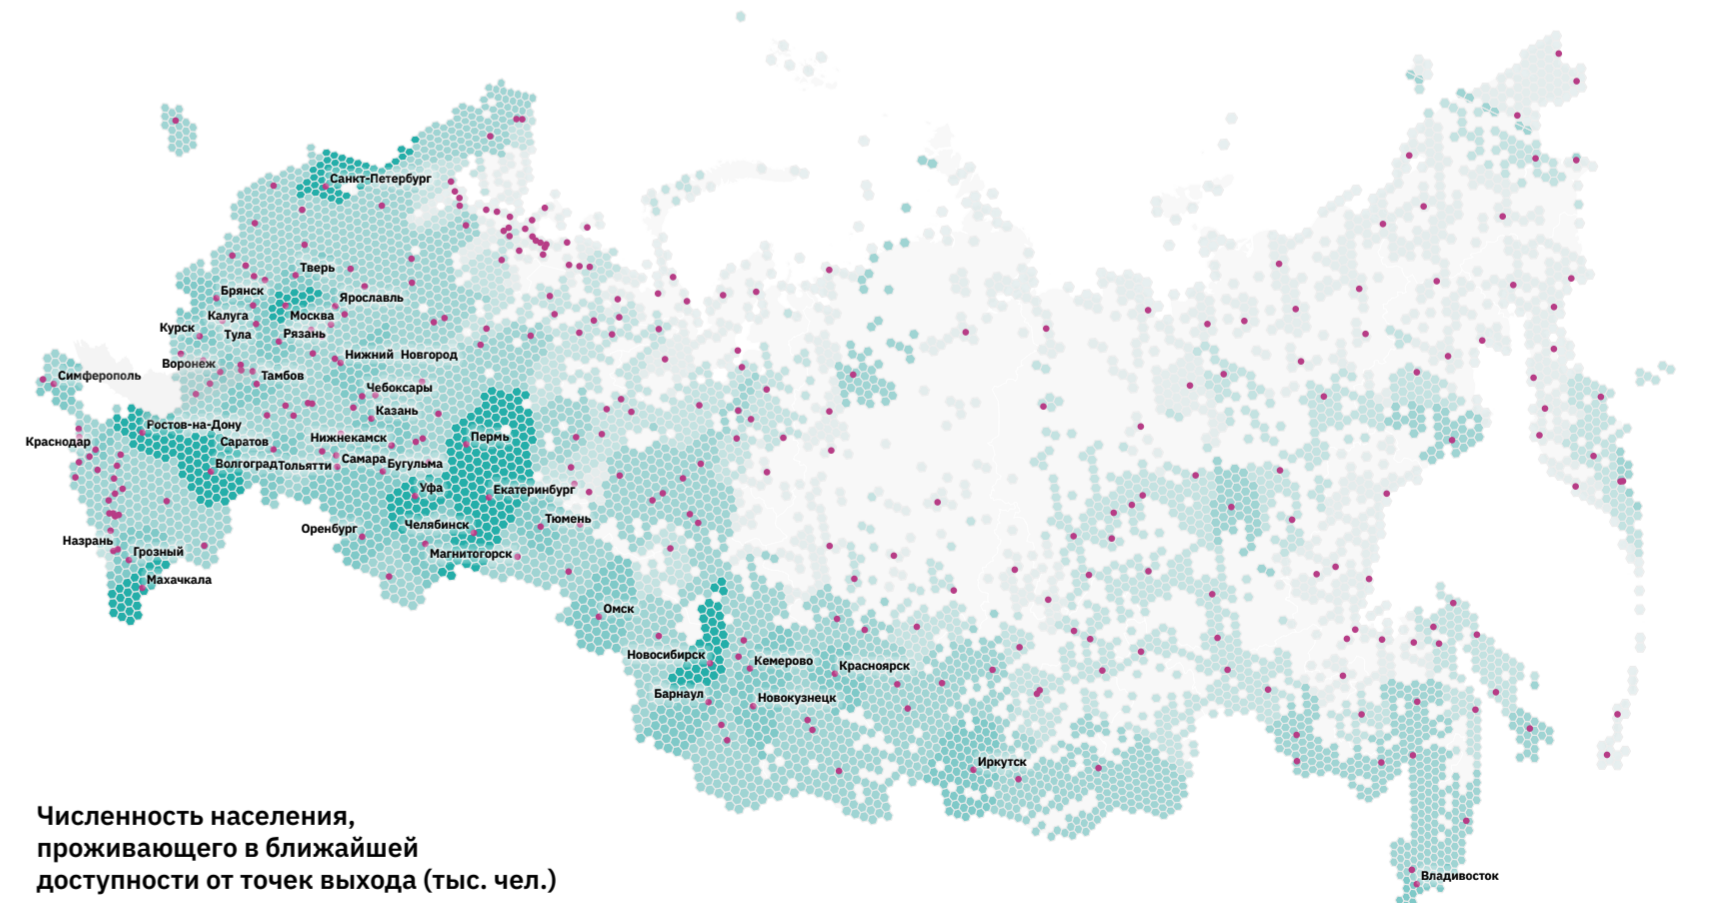 Санкт-Петербург
Тверь
Брянск
Ярославль
Калуга
Москва
Курск
Тула
Рязань
Воронеж
Нижний Новгород
Симферополь
Тамбов
Чебоксары
Казань
Ростов-на-Дону
Краснодар
Саратов
Нижнекамск
Пермь
Волгоград
Тольятти
Самара
Бугульма
Уфа
Екатеринбург
Оренбург
Челябинск
Тюмень
Назрань
Грозный
Магнитогорск
Махачкала
Омск
Новосибирск
Кемерово
Красноярск
Барнаул
Новокузнецк
Иркутск
Численность населения,
проживающего в ближайшей
доступности от точек выхода (тыс. чел.)
Владивосток